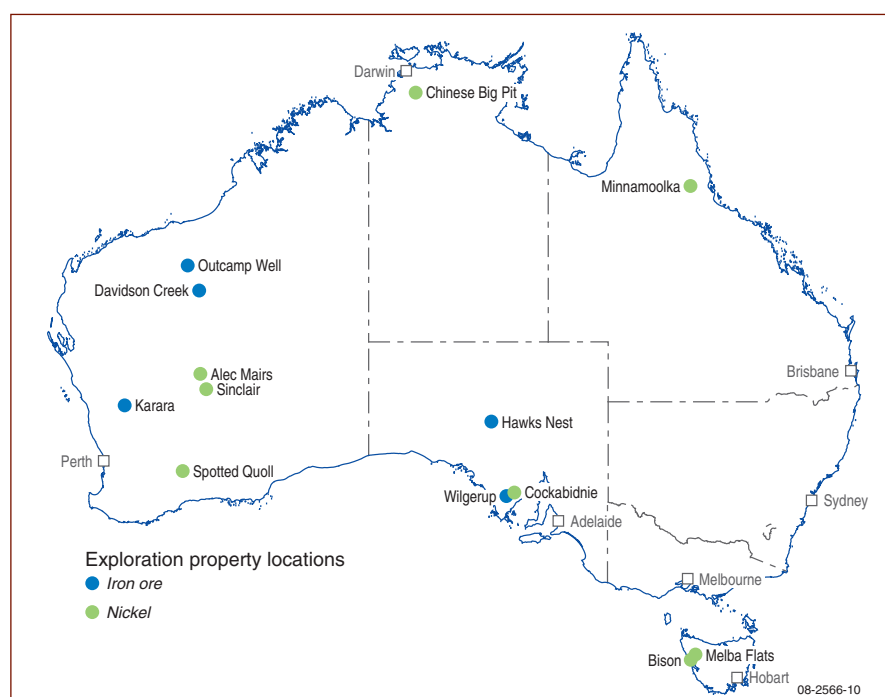 Darwin
Chinese Big Pit
Minnamoolka
Outcamp Well
Davidson Creek
Alec Mairs
Sinclair
Brisbane
Karara
Hawks Nest
Perth
Spotted Quoll
Wilgerup
Cockabidnie
Sydney
Adelaide
Exploration property locations
Iron ore
Melbourne
Nickel
Bison
Melba Flats
Hobart
08-2566-10